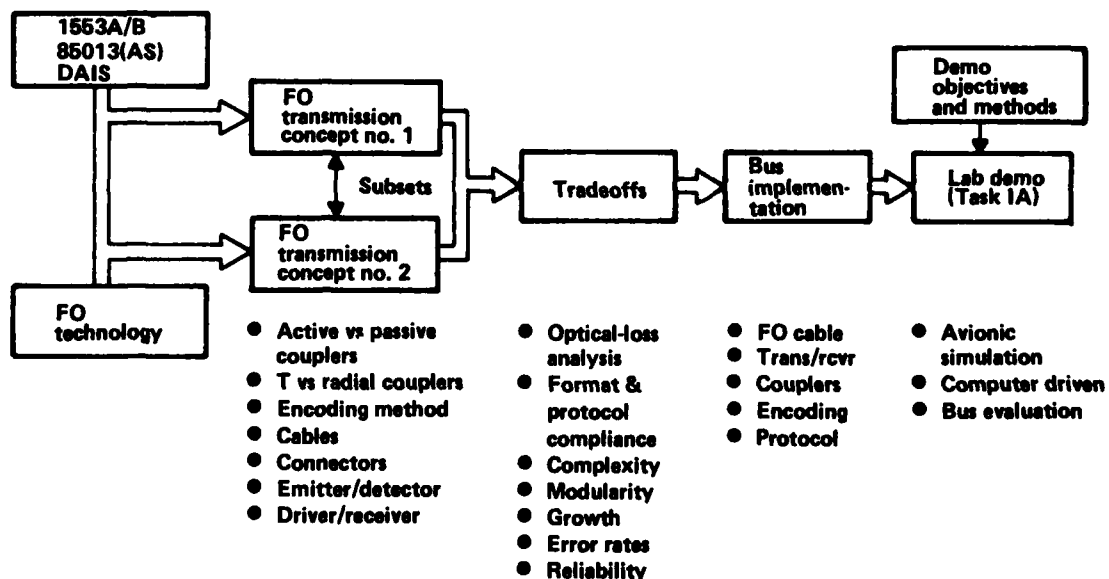 1553A/B
85013(AS)
DAIS
FO
technology
FO
transmission
concept no. 1
Subsets
FO
transmission
concept no. 2
Tradeoffs
Bus
implemen-
tation
Demo
objectives
and methods
Lab demo
(Task 1A)
● Active vs passive
couplers
● T vs radial couplers
● Encoding method
● Cables
● Connectors
● Emitter/detector
● Driver/receiver
● Optical-loss
analysis
● Format &
protocol
compliance
● Complexity
● Modularity
● Growth
● Error rates
● Reliability
● FO cable
● Trans/rcvr
● Couplers
● Encoding
● Protocol
● Avionic
simulation
● Computer driven
● Bus evaluation